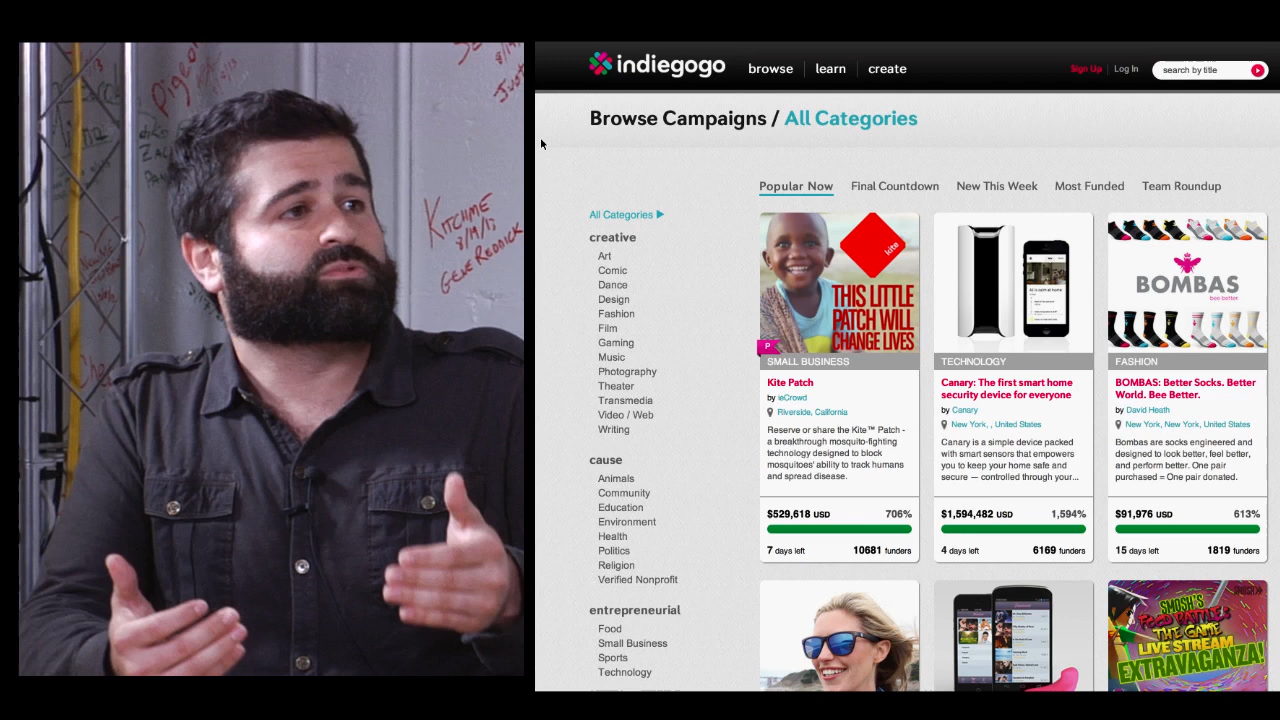 Pigeon
KITCHME
8/19/13
GENE REDDICK
indiegogo
browse
learn
create
Sign Up
Log In
search by title
Browse Campaigns / All Categories
Popular Now
Final Countdown
New This Week
Most Funded
Team Roundup
All Categories
creative
Art
Comic
Dance
Design
Fashion
Film
Gaming
Music
Photography
Theater
Transmedia
Video / Web
Writing
cause
Animals
Community
Education
Environment
Health
Politics
Religion
Verified Nonprofit
entrepreneurial
Food
Small Business
Sports
Technology
kite
THIS LITTLE
PATCH WILL
CHANGE LIVES
P
SMALL BUSINESS
Kite Patch
by ieCrowd
Riverside, California
Reserve or share the Kite™ Patch -
a breakthrough mosquito-fighting
technology designed to block
mosquitoes' ability to track humans
and spread disease.
$529,618 USD
706%
7 days left
10681 funders
TECHNOLOGY
Canary: The first smart home
security device for everyone
by Canary
New York, , United States
Canary is a simple device packed
with smart sensors that empowers
you to keep your home safe and
secure — controlled through your...
$1,594,482 USD
1,594%
4 days left
6169 funders
BOMBAS
bee better
FASHION
BOMBAS: Better Socks. Better
World. Bee Better.
by David Heath
New York, New York, United States
Bombas are socks engineered and
designed to look better, feel better,
and perform better. One pair
purchased = One pair donated.
$91,976 USD
613%
15 days left
1819 funders
SMOSH
SMOSH'S
FOOD BATTLE:
THE GAME
LIVE STREAM
EXTRAVAGANZA!